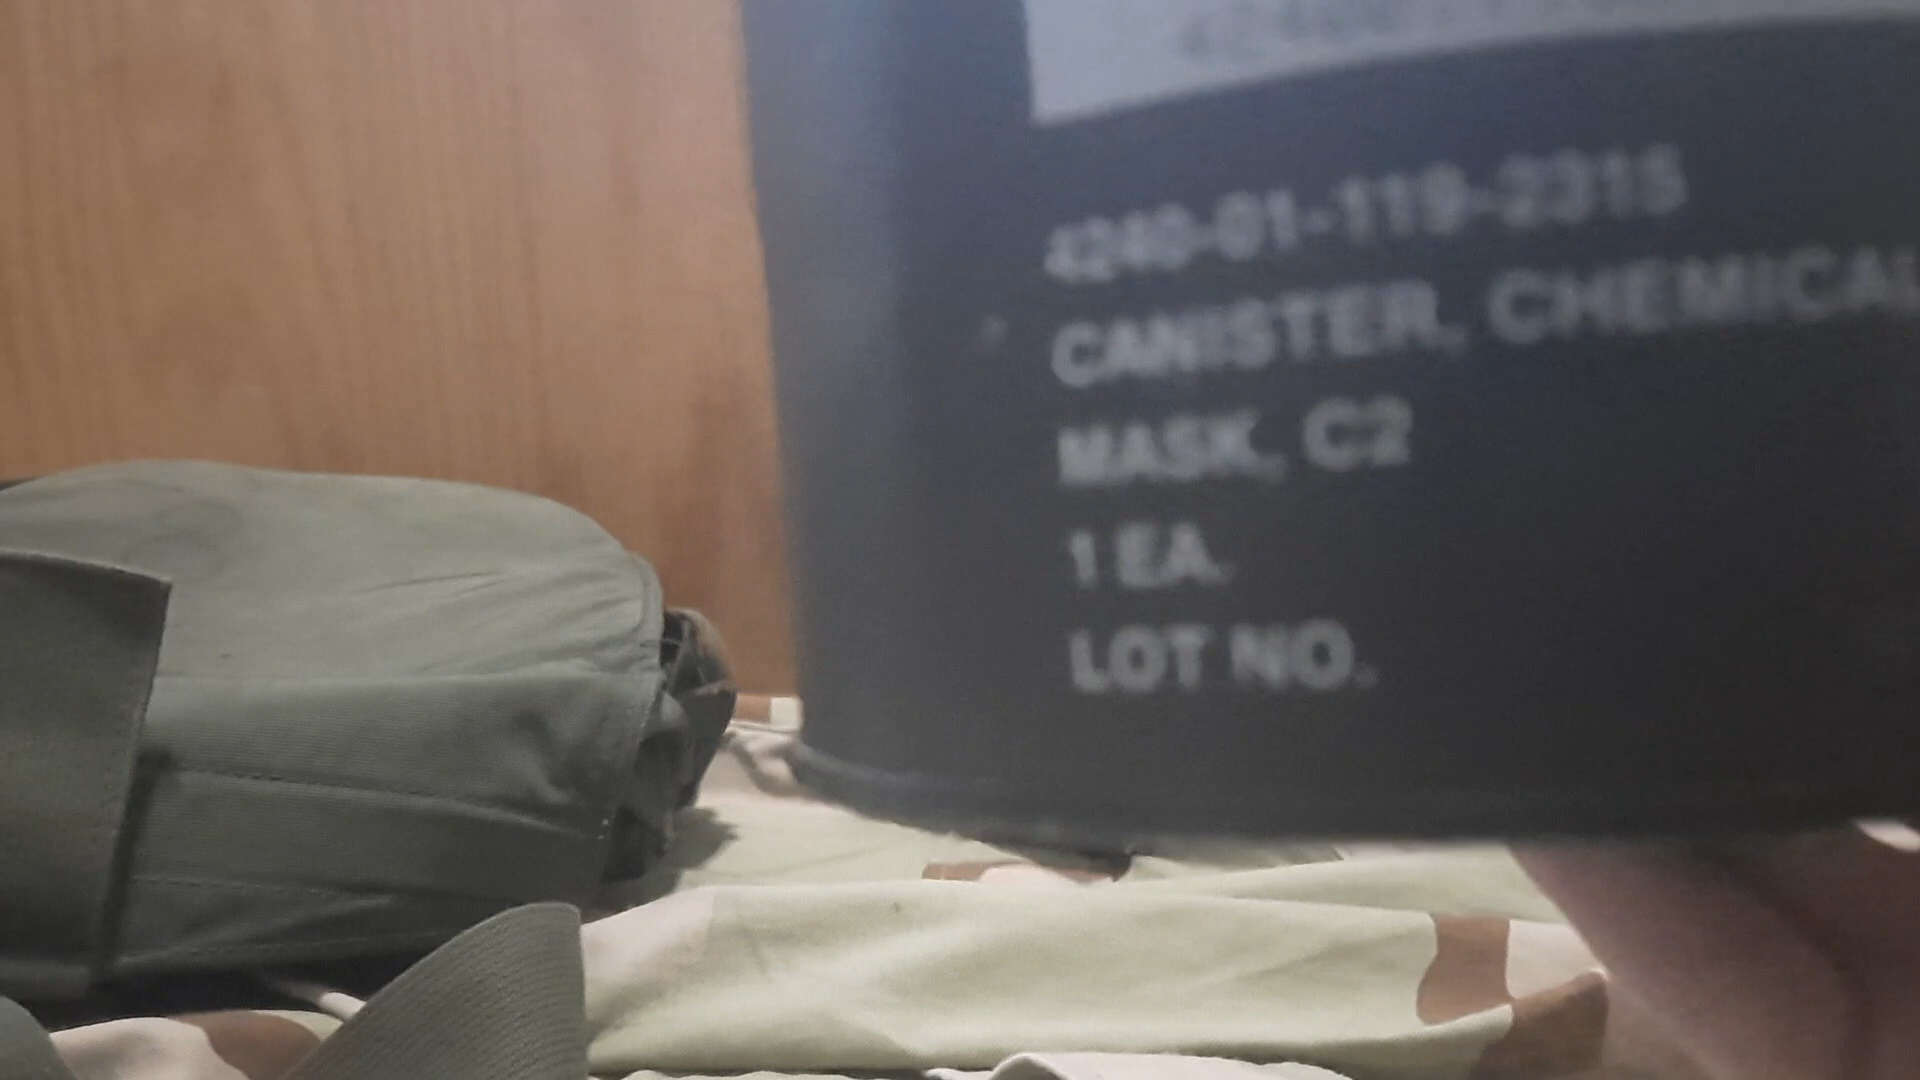 4240-01-119-2315
CANISTER, CHEMICAL
MASK, C2
1 EA.
LOT NO.